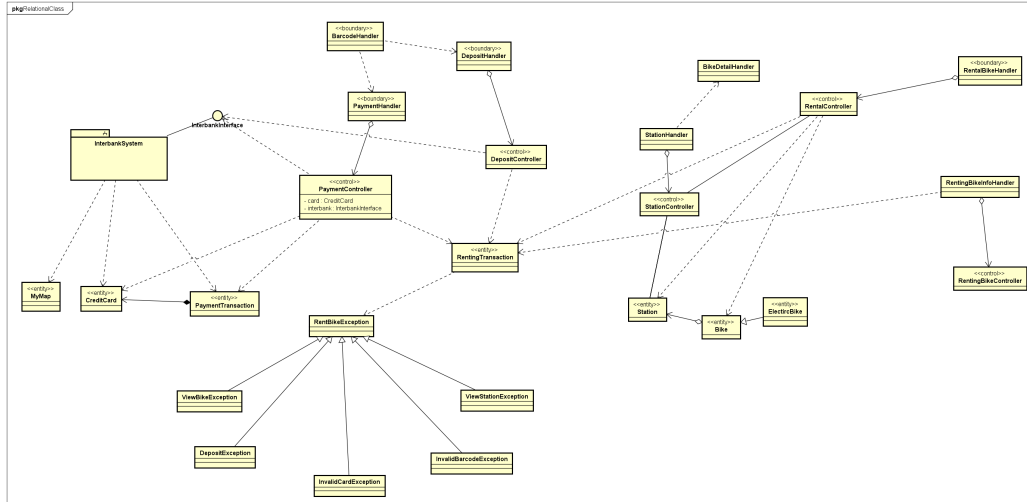 pkg RelationalClass
<<boundary>>
BarcodeHandler
<<boundary>>
DepositHandler
<<boundary>>
RentalBikeHandler
BikeDetailHandler
<<boundary>>
PaymentHandler
<<control>>
RentalController
InterbankInterface
InterbankSystem
StationHandler
<<control>>
DepositController
<<control>>
PaymentController
- card : CreditCard
- interbank : InterbankInterface
RentingBikeInfoHandler
<<control>>
StationController
<<entity>>
RentingTransaction
<<control>>
RentingBikeController
<<entity>>
MyMap
<<entity>>
CreditCard
<<entity>>
PaymentTransaction
<<entity>>
Station
<<entity>>
Bike
<<entity>>
ElectircBike
RentBikeException
ViewBikeException
ViewStationException
DepositException
InvalidBarcodeException
InvalidCardException